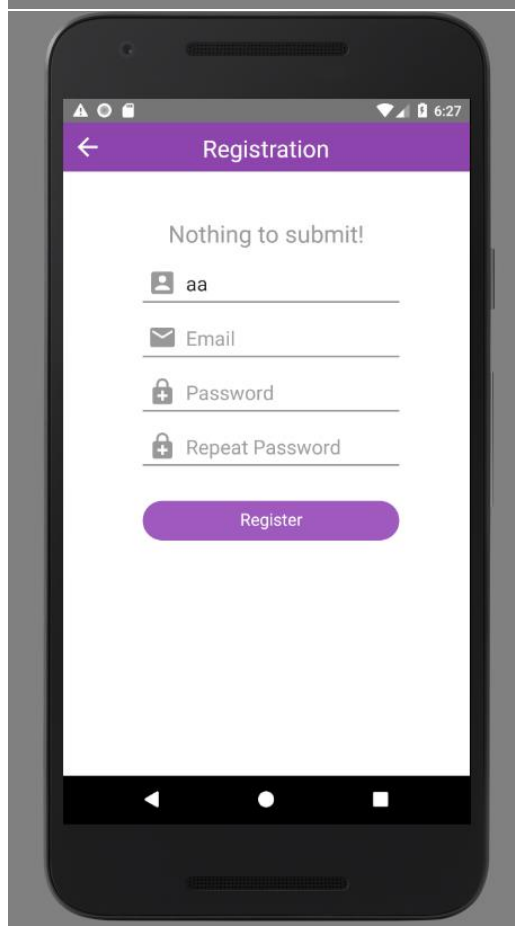 6:27
Registration
Nothing to submit!
aa
Email
Password
Repeat Password
Register